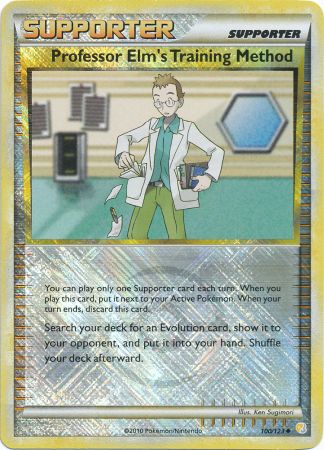 SUPPORTER
SUPPORTER
Professor Elm's Training Method
You can play only one Supporter card each turn. When you
play this card, put it next to your Active Pokémon. When your
turn ends, discard this card.
Search your deck for an Evolution card, show it to
your opponent, and put it into your hand. Shuffle
your deck afterward.
Illus. Ken Sugimori
©2010 Pokémon/Nintendo
100/123